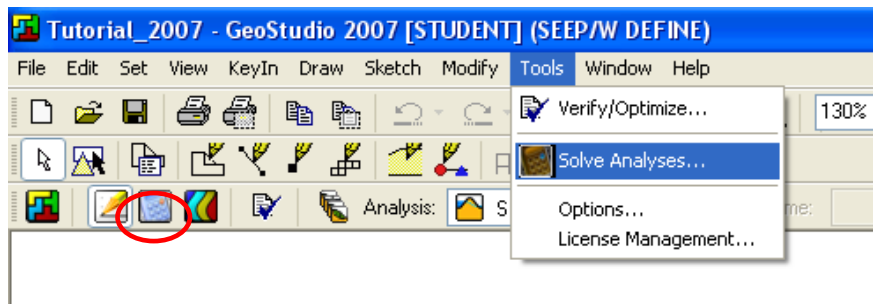 Tutorial_2007 - GeoStudio 2007 [STUDENT] (SEEP/W DEFINE)
File Edit Set View KeyIn Draw Sketch Modify Tools Window Help
Verify/Optimize...
130%
Solve Analyses...
Analysis: S
Options...
me:
License Management...